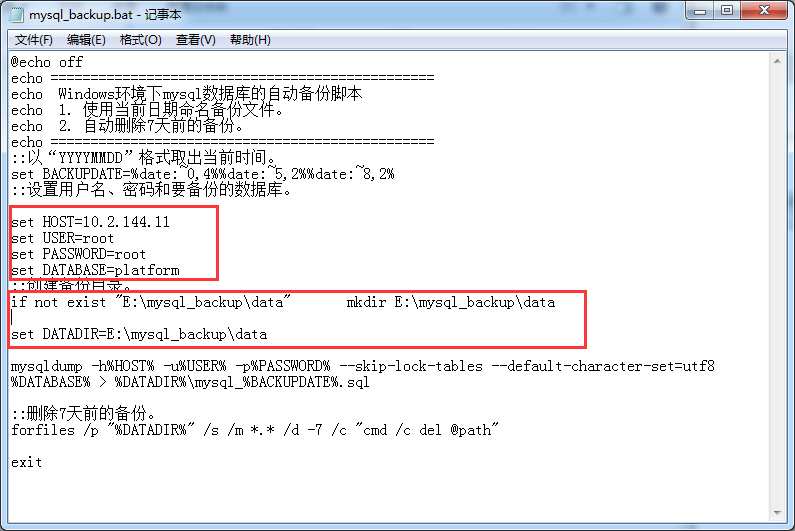 mysql_backup.bat - 记事本
文件(F) 编辑(E) 格式(O) 查看(V) 帮助(H)
@echo off
echo ===========================================
echo  Windows环境下mysql数据库的自动备份脚本
echo  1. 使用当前日期命名备份文件。
echo  2. 自动删除7天前的备份。
echo ===========================================
::以“YYYYMMDD”格式取出当前时间。
set BACKUPDATE=%date:~0,4%%date:~5,2%%date:~8,2%
::设置用户名、密码和要备份的数据库。
set HOST=10.2.144.11
set USER=root
set PASSWORD=root
set DATABASE=platform
::创建备份目录。
if not exist "E:\mysql_backup\data"       mkdir E:\mysql_backup\data
set DATADIR=E:\mysql_backup\data
mysqldump -h%HOST% -u%USER% -p%PASSWORD% --skip-lock-tables --default-character-set=utf8
%DATABASE% > %DATADIR%\mysql_%BACKUPDATE%.sql
::删除7天前的备份。
forfiles /p "%DATADIR%" /s /m *.* /d -7 /c "cmd /c del @path"
exit